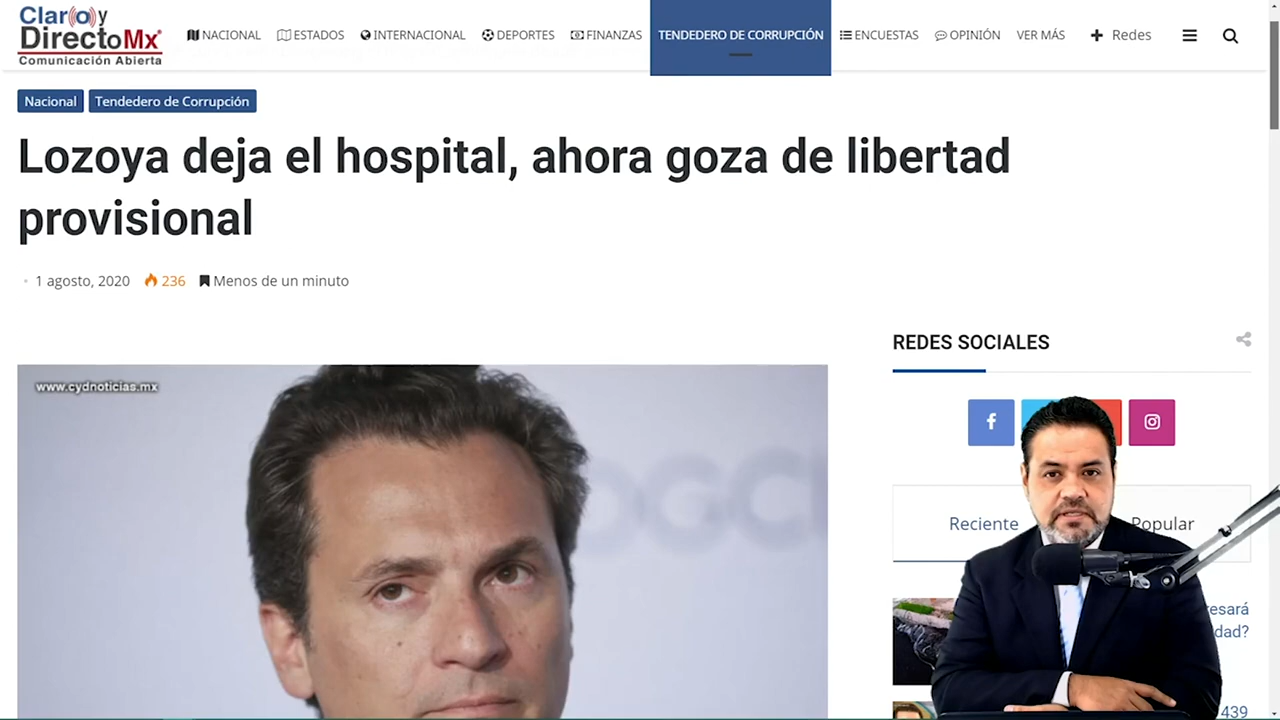 Claro y
DirectoMx
Comunicación Abierta
NACIONAL ESTADOS INTERNACIONAL DEPORTES FINANZAS TENDEDERO DE CORRUPCIÓN ENCUESTAS OPINIÓN VER MÁS + Redes
Nacional Tendedero de Corrupción
Lozoya deja el hospital, ahora goza de libertad
provisional
1 agosto, 2020 236 Menos de un minuto
REDES SOCIALES
www.cydnoticias.mx
Reciente Popular
esará
dad?
439